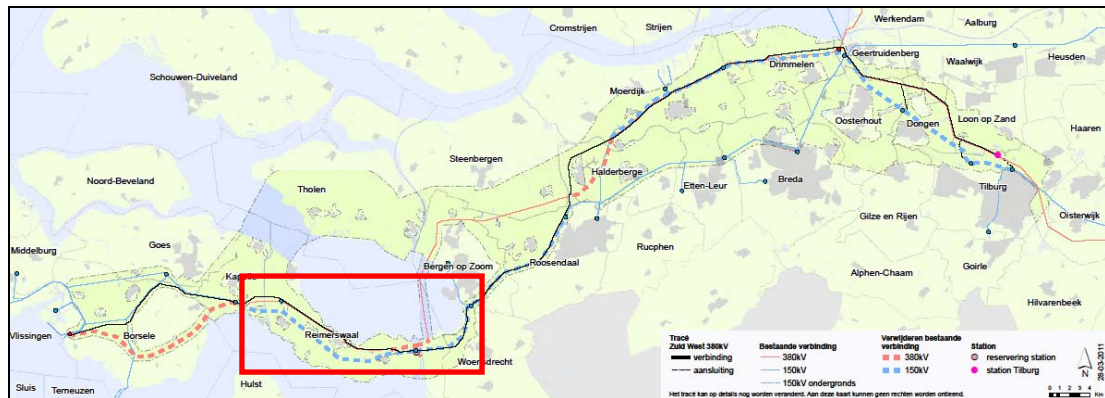 Werkendam
Aalburg
Cromstrijen
Strijen
Geertruidenberg
Heusden
Drimmelen
Waalwijk
Schouwen-Duiveland
Moerdijk
Oosterhout
Loon op Zand
Dongen
Haaren
Steenbergen
Halderberge
Noord-Beveland
Tholen
Etten-Leur
Breda
Tilburg
Oisterwijk
Gilze en Rijen
Middelburg
Goes
Bergen op Zoom
Roosendaal
Rucphen
Goirle
Kapelle
Alphen-Chaam
Hilvarenbeek
Vlissingen
Borsele
Reimerswaal
Woensdrecht
Sluis
Terneuzen
Hulst
Tracé
Zuid West 380kV
verbinding
aansluiting
Bestaande verbinding
380kV
150kV
150kV ondergronds
Verwijderen bestaande
verbinding
380kV
150kV
Station
reservering station
station Tilburg
N
28-03-2011
0 1 2 3 4
Km
Het tracé kan op details nog worden veranderd. Aan deze kaart kunnen geen rechten worden ontleend.